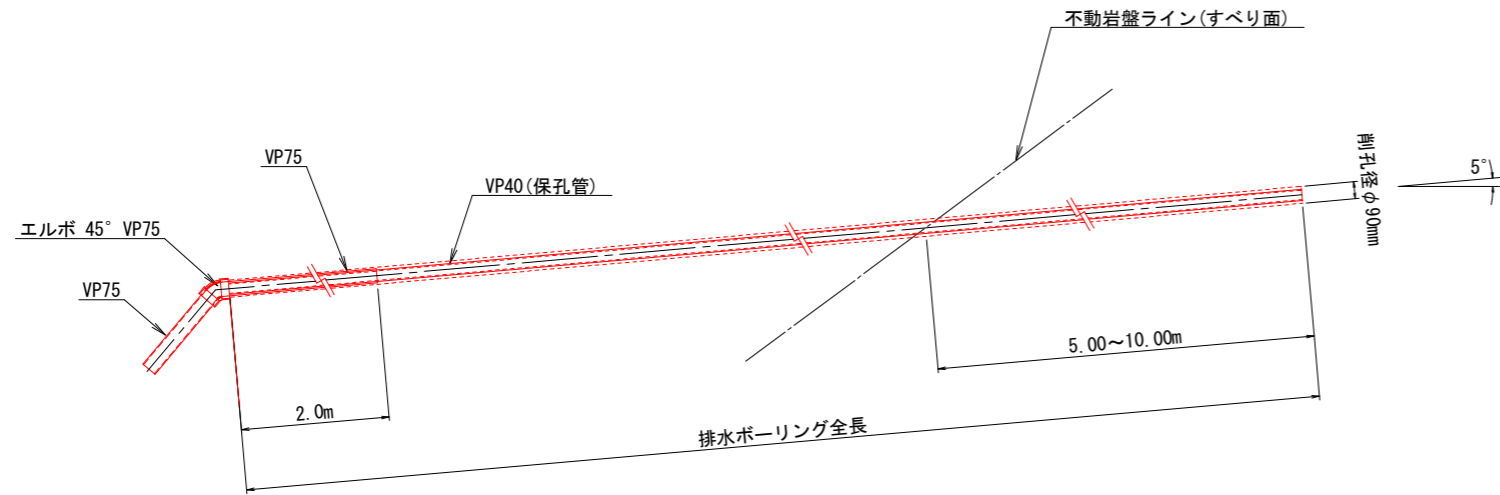 不動岩盤ライン(すべり面)
削孔径φ90mm
5°
VP75
VP40(保孔管)
エルボ 45° VP75
VP75
5.00～10.00m
2.0m
排水ボーリング全長